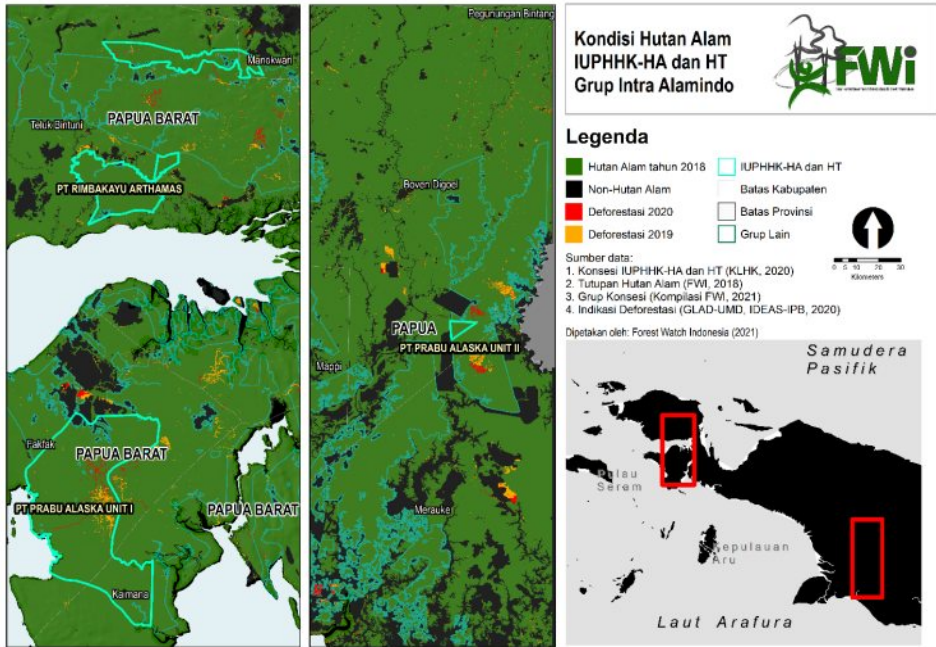 Manokwari
PAPUA BARAT
Teluk Bintuni
PT RIMBAKAYU ARTHAMAS
Fakfak
PAPUA BARAT
PT PRABU ALASKA UNIT I
PAPUA BARAT
Kaimana
Pegunungan Bintang
Boven Digoel
PAPUA
PT PRABU ALASKA UNIT II
Mappi
Merauke
Kondisi Hutan Alam
IUPHHK-HA dan HT
Grup Intra Alamindo
FWi
Legenda
Hutan Alam tahun 2018
Non-Hutan Alam
Deforestasi 2020
Deforestasi 2019
IUPHHK-HA dan HT
Batas Kabupaten
Batas Provinsi
Grup Lain
0 5 10 20 30
Kilometers
Sumber data:
1. Konsesi IUPHHK-HA dan HT (KLHK, 2020)
2. Tutupan Hutan Alam (FWI, 2018)
3. Grup Konsesi (Kompilasi FWI, 2021)
4. Indikasi Deforestasi (GLAD-UMD, IDEAS-IPB, 2020)
Dipetakan oleh: Forest Watch Indonesia (2021)
Samudera
Pasifik
Pulau
Seram
Kepulauan
Aru
Laut Arafura